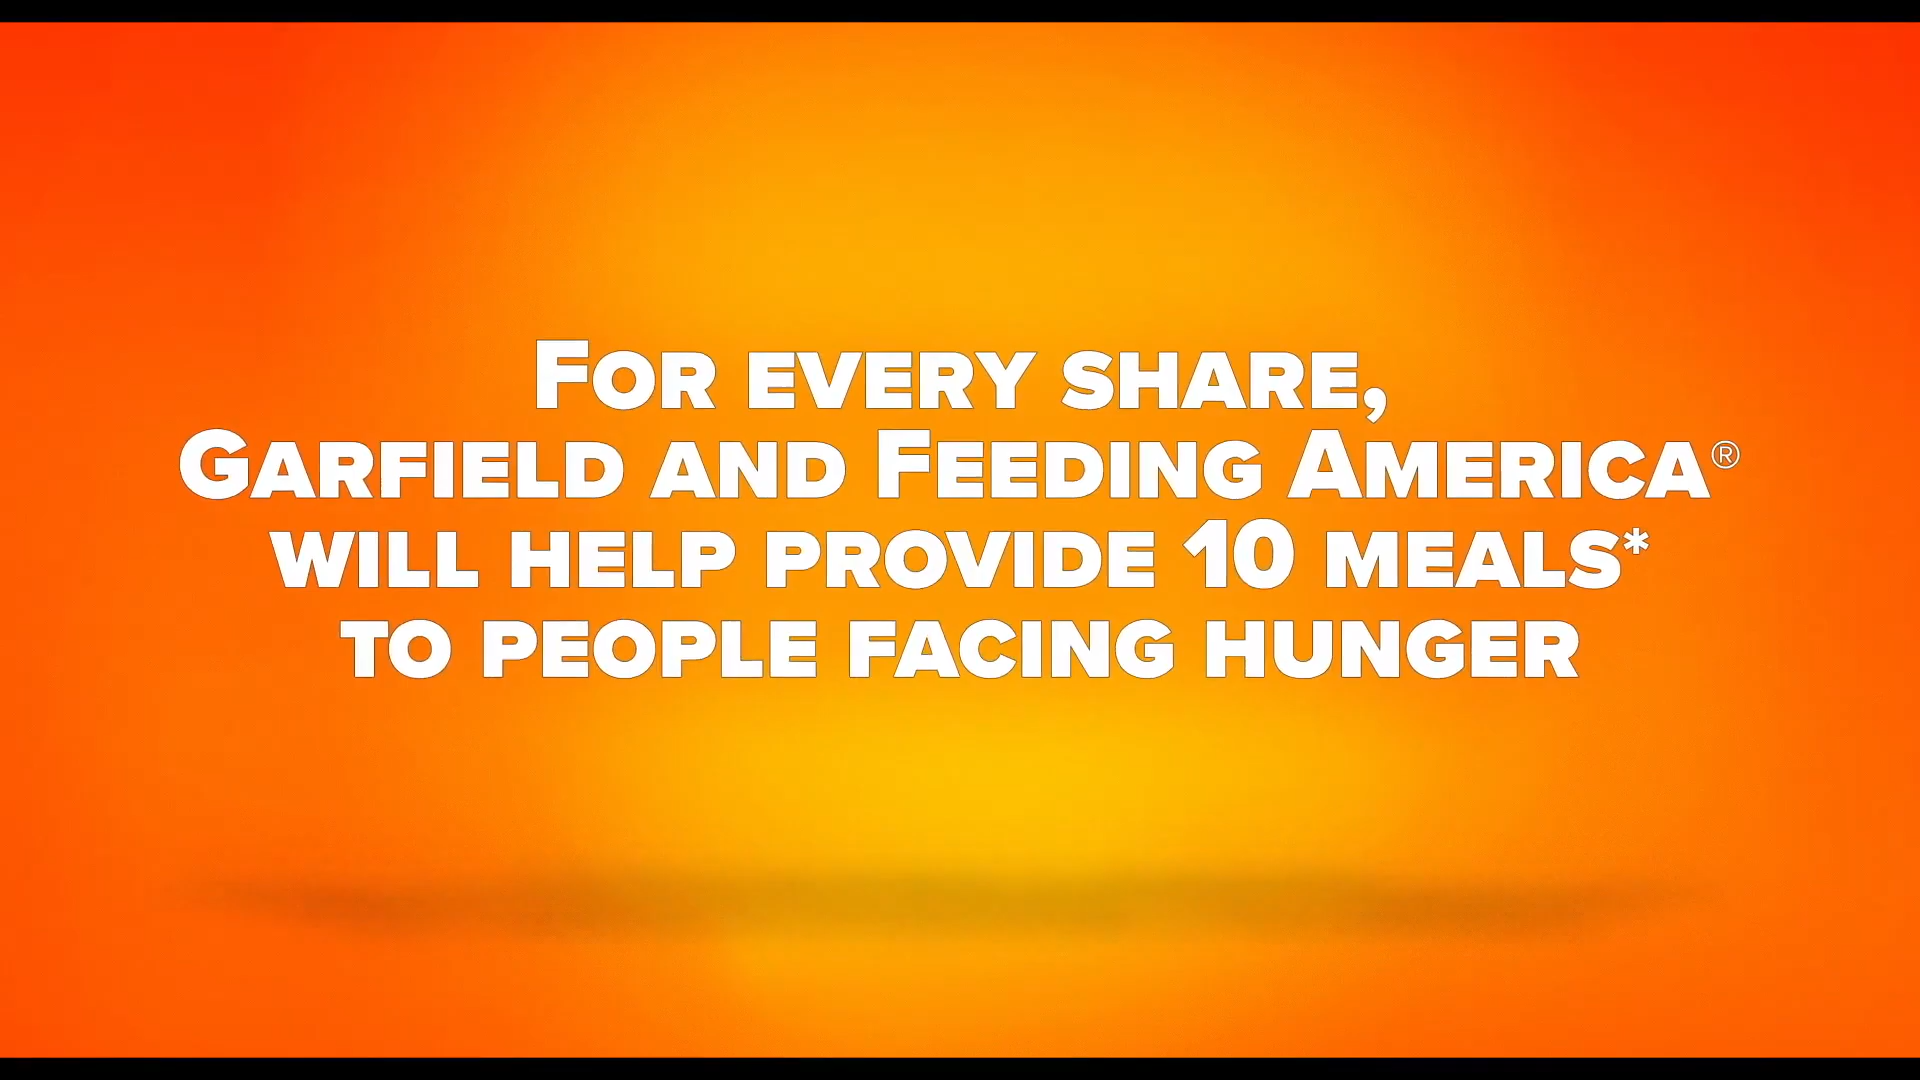 For every share,
Garfield and Feeding America®
will help provide 10 meals*
to people facing hunger